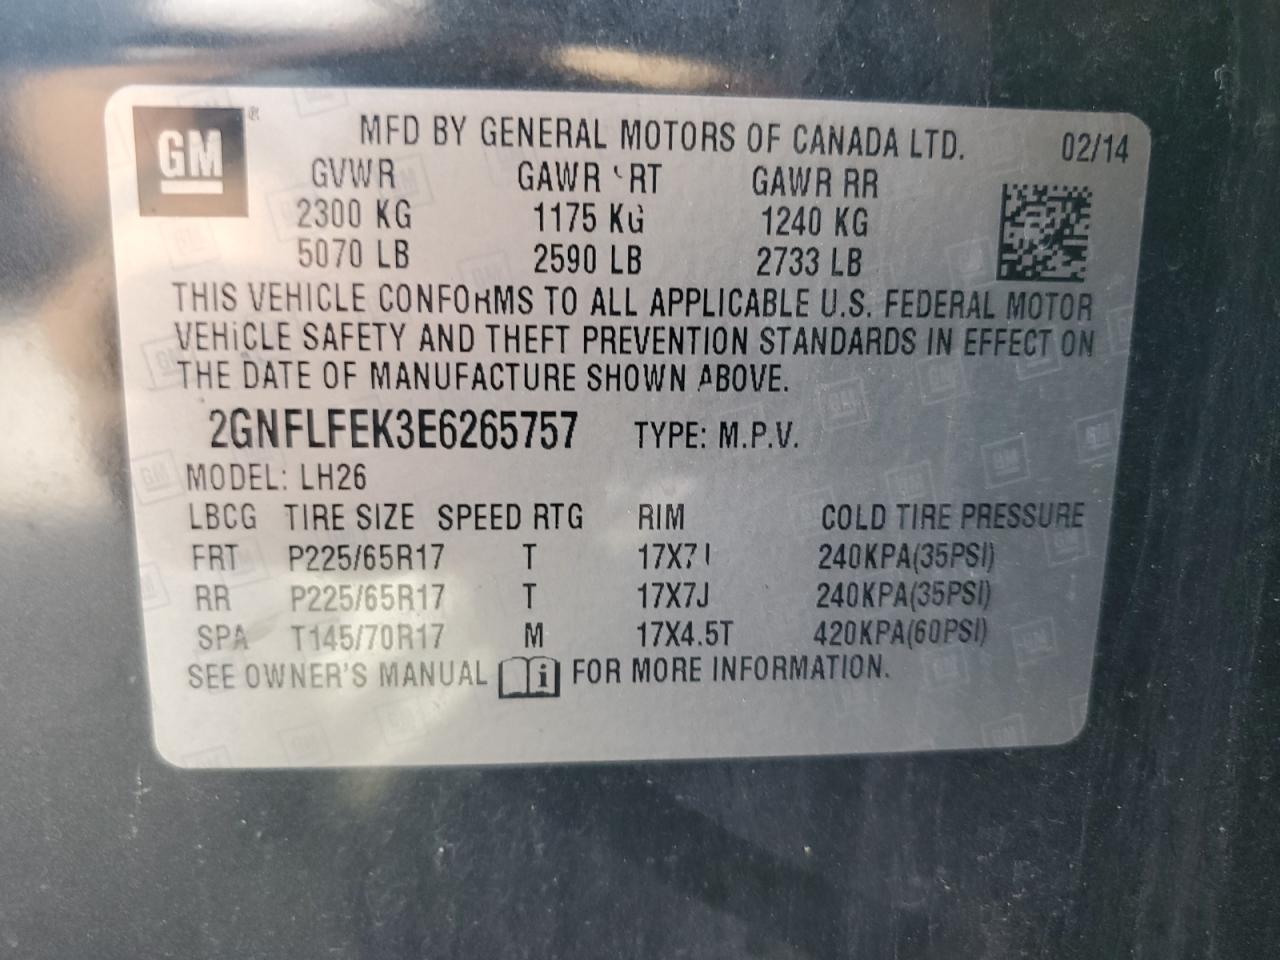 GM®
MFD BY GENERAL MOTORS OF CANADA LTD. 02/14
GVWR GAWR FRT GAWR RR
2300 KG 1175 KG 1240 KG
5070 LB 2590 LB 2733 LB
THIS VEHICLE CONFORMS TO ALL APPLICABLE U.S. FEDERAL MOTOR
VEHICLE SAFETY AND THEFT PREVENTION STANDARDS IN EFFECT ON
THE DATE OF MANUFACTURE SHOWN ABOVE.
2GNFLFEK3E6265757 TYPE: M.P.V.
MODEL: LH26
LBCG TIRE SIZE SPEED RTG RIM COLD TIRE PRESSURE
FRT P225/65R17 T 17X7J 240KPA(35PSI)
RR P225/65R17 T 17X7J 240KPA(35PSI)
SPA T145/70R17 M 17X4.5T 420KPA(60PSI)
SEE OWNER'S MANUAL i FOR MORE INFORMATION.